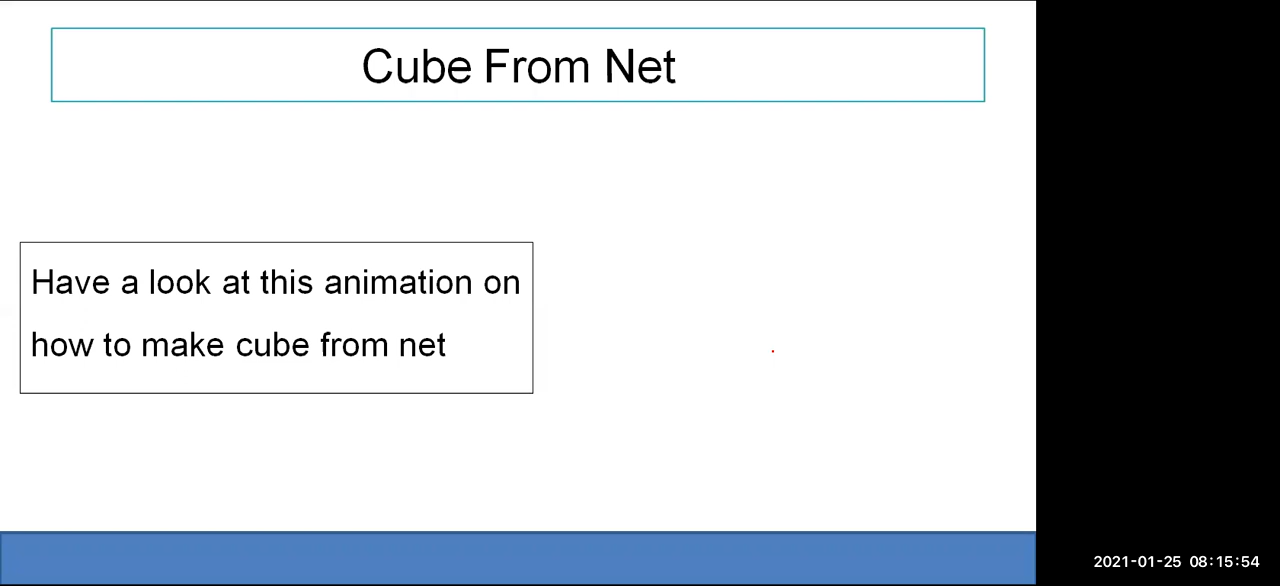 Cube From Net
Have a look at this animation on
how to make cube from net
2021-01-25 08:15:54